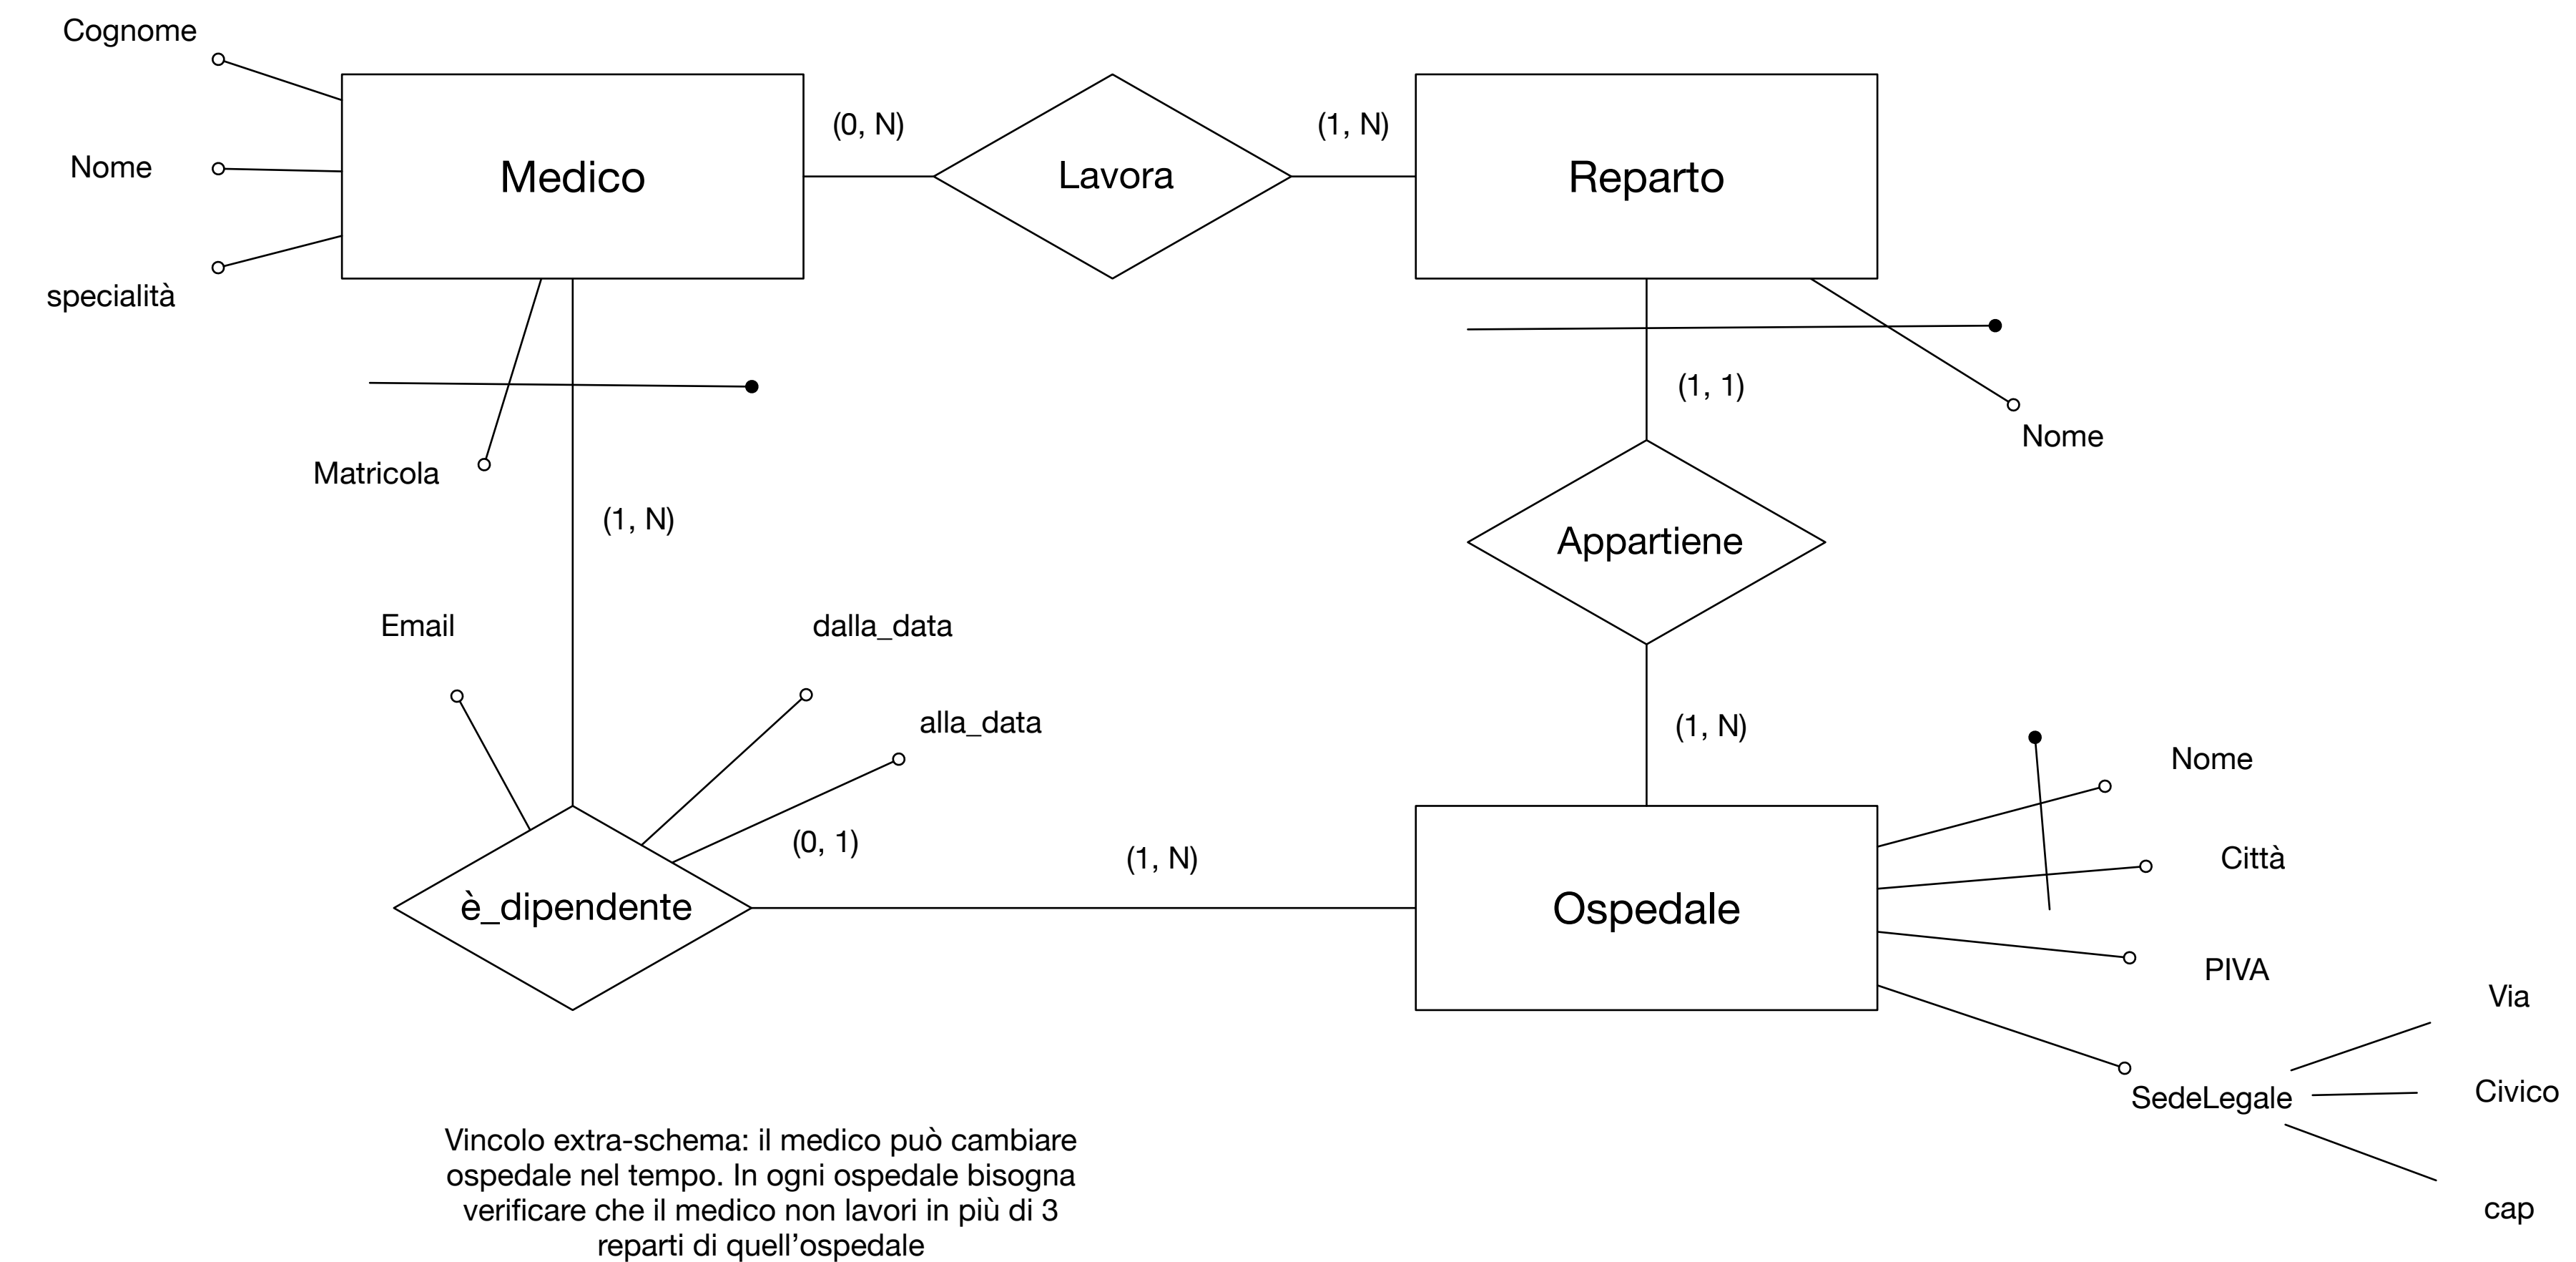 Cognome
Medico
(0, N)
Lavora
(1, N)
Reparto
Nome
specialità
Matricola
(1, N)
(1, 1)
Nome
Appartiene
Email
dalla_data
alla_data
(0, 1)
(1, N)
(1, N)
è_dipendente
Ospedale
Nome
Città
PIVA
SedeLegale
Via
Civico
cap
Vincolo extra-schema: il medico può cambiare
ospedale nel tempo. In ogni ospedale bisogna
verificare che il medico non lavori in più di 3
reparti di quell’ospedale